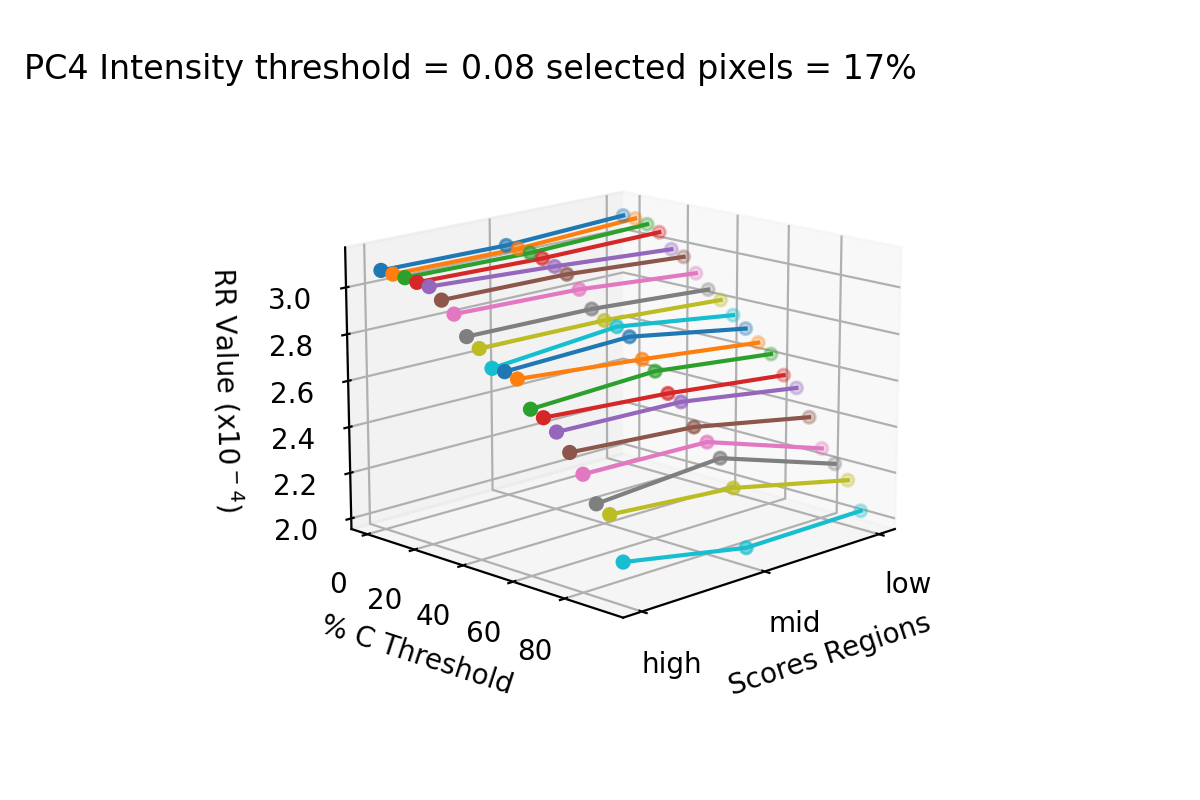 PC4 Intensity threshold = 0.08 selected pixels = 17%
RR Value (x10⁻⁴)
3.0
2.8
2.6
2.4
2.2
2.0
0
20
40
60
80
% C Threshold
high
mid
low
Scores Regions